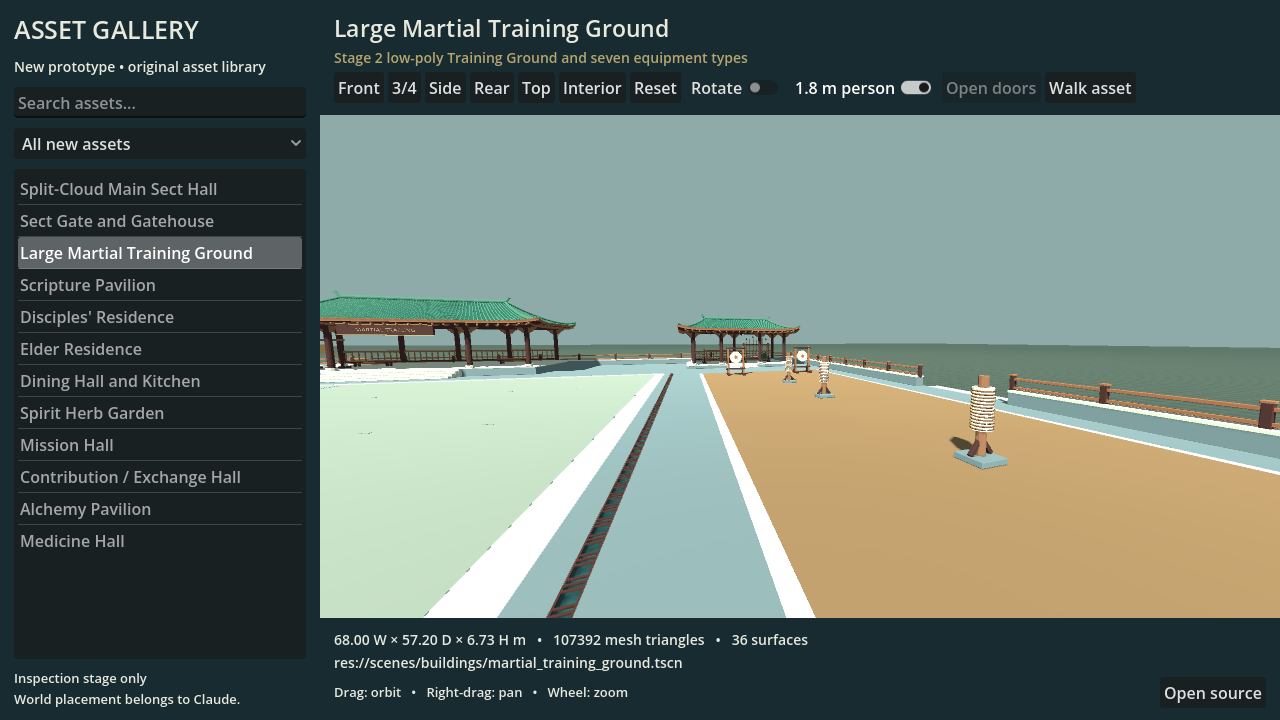 ASSET GALLERY
New prototype • original asset library
Search assets...
All new assets
Split-Cloud Main Sect Hall
Sect Gate and Gatehouse
Large Martial Training Ground
Scripture Pavilion
Disciples' Residence
Elder Residence
Dining Hall and Kitchen
Spirit Herb Garden
Mission Hall
Contribution / Exchange Hall
Alchemy Pavilion
Medicine Hall
Inspection stage only
World placement belongs to Claude.
Large Martial Training Ground
Stage 2 low-poly Training Ground and seven equipment types
Front 3/4 Side Rear Top Interior Reset Rotate 1.8 m person Open doors Walk asset
MARTIAL TRAINING
68.00 W × 57.20 D × 6.73 H m • 107392 mesh triangles • 36 surfaces
res://scenes/buildings/martial_training_ground.tscn
Drag: orbit • Right-drag: pan • Wheel: zoom
Open source